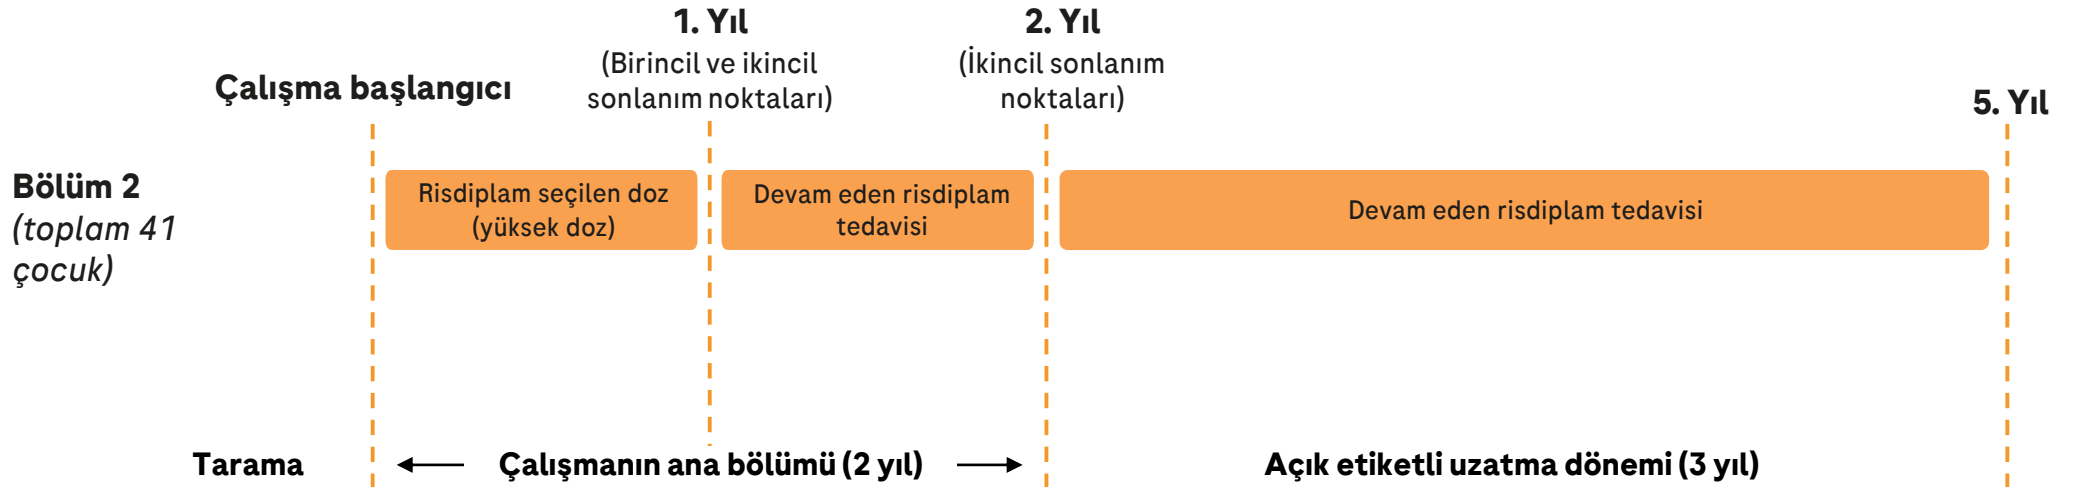 1. Yıl
(Birincil ve ikincil
sonlanım noktaları)
2. Yıl
(İkincil sonlanım
noktaları)
Çalışma başlangıcı
5. Yıl
Bölüm 2
(toplam 41
çocuk)
Risdiplam seçilen doz
(yüksek doz)
Devam eden risdiplam
tedavisi
Devam eden risdiplam tedavisi
Tarama
Çalışmanın ana bölümü (2 yıl)
Açık etiketli uzatma dönemi (3 yıl)